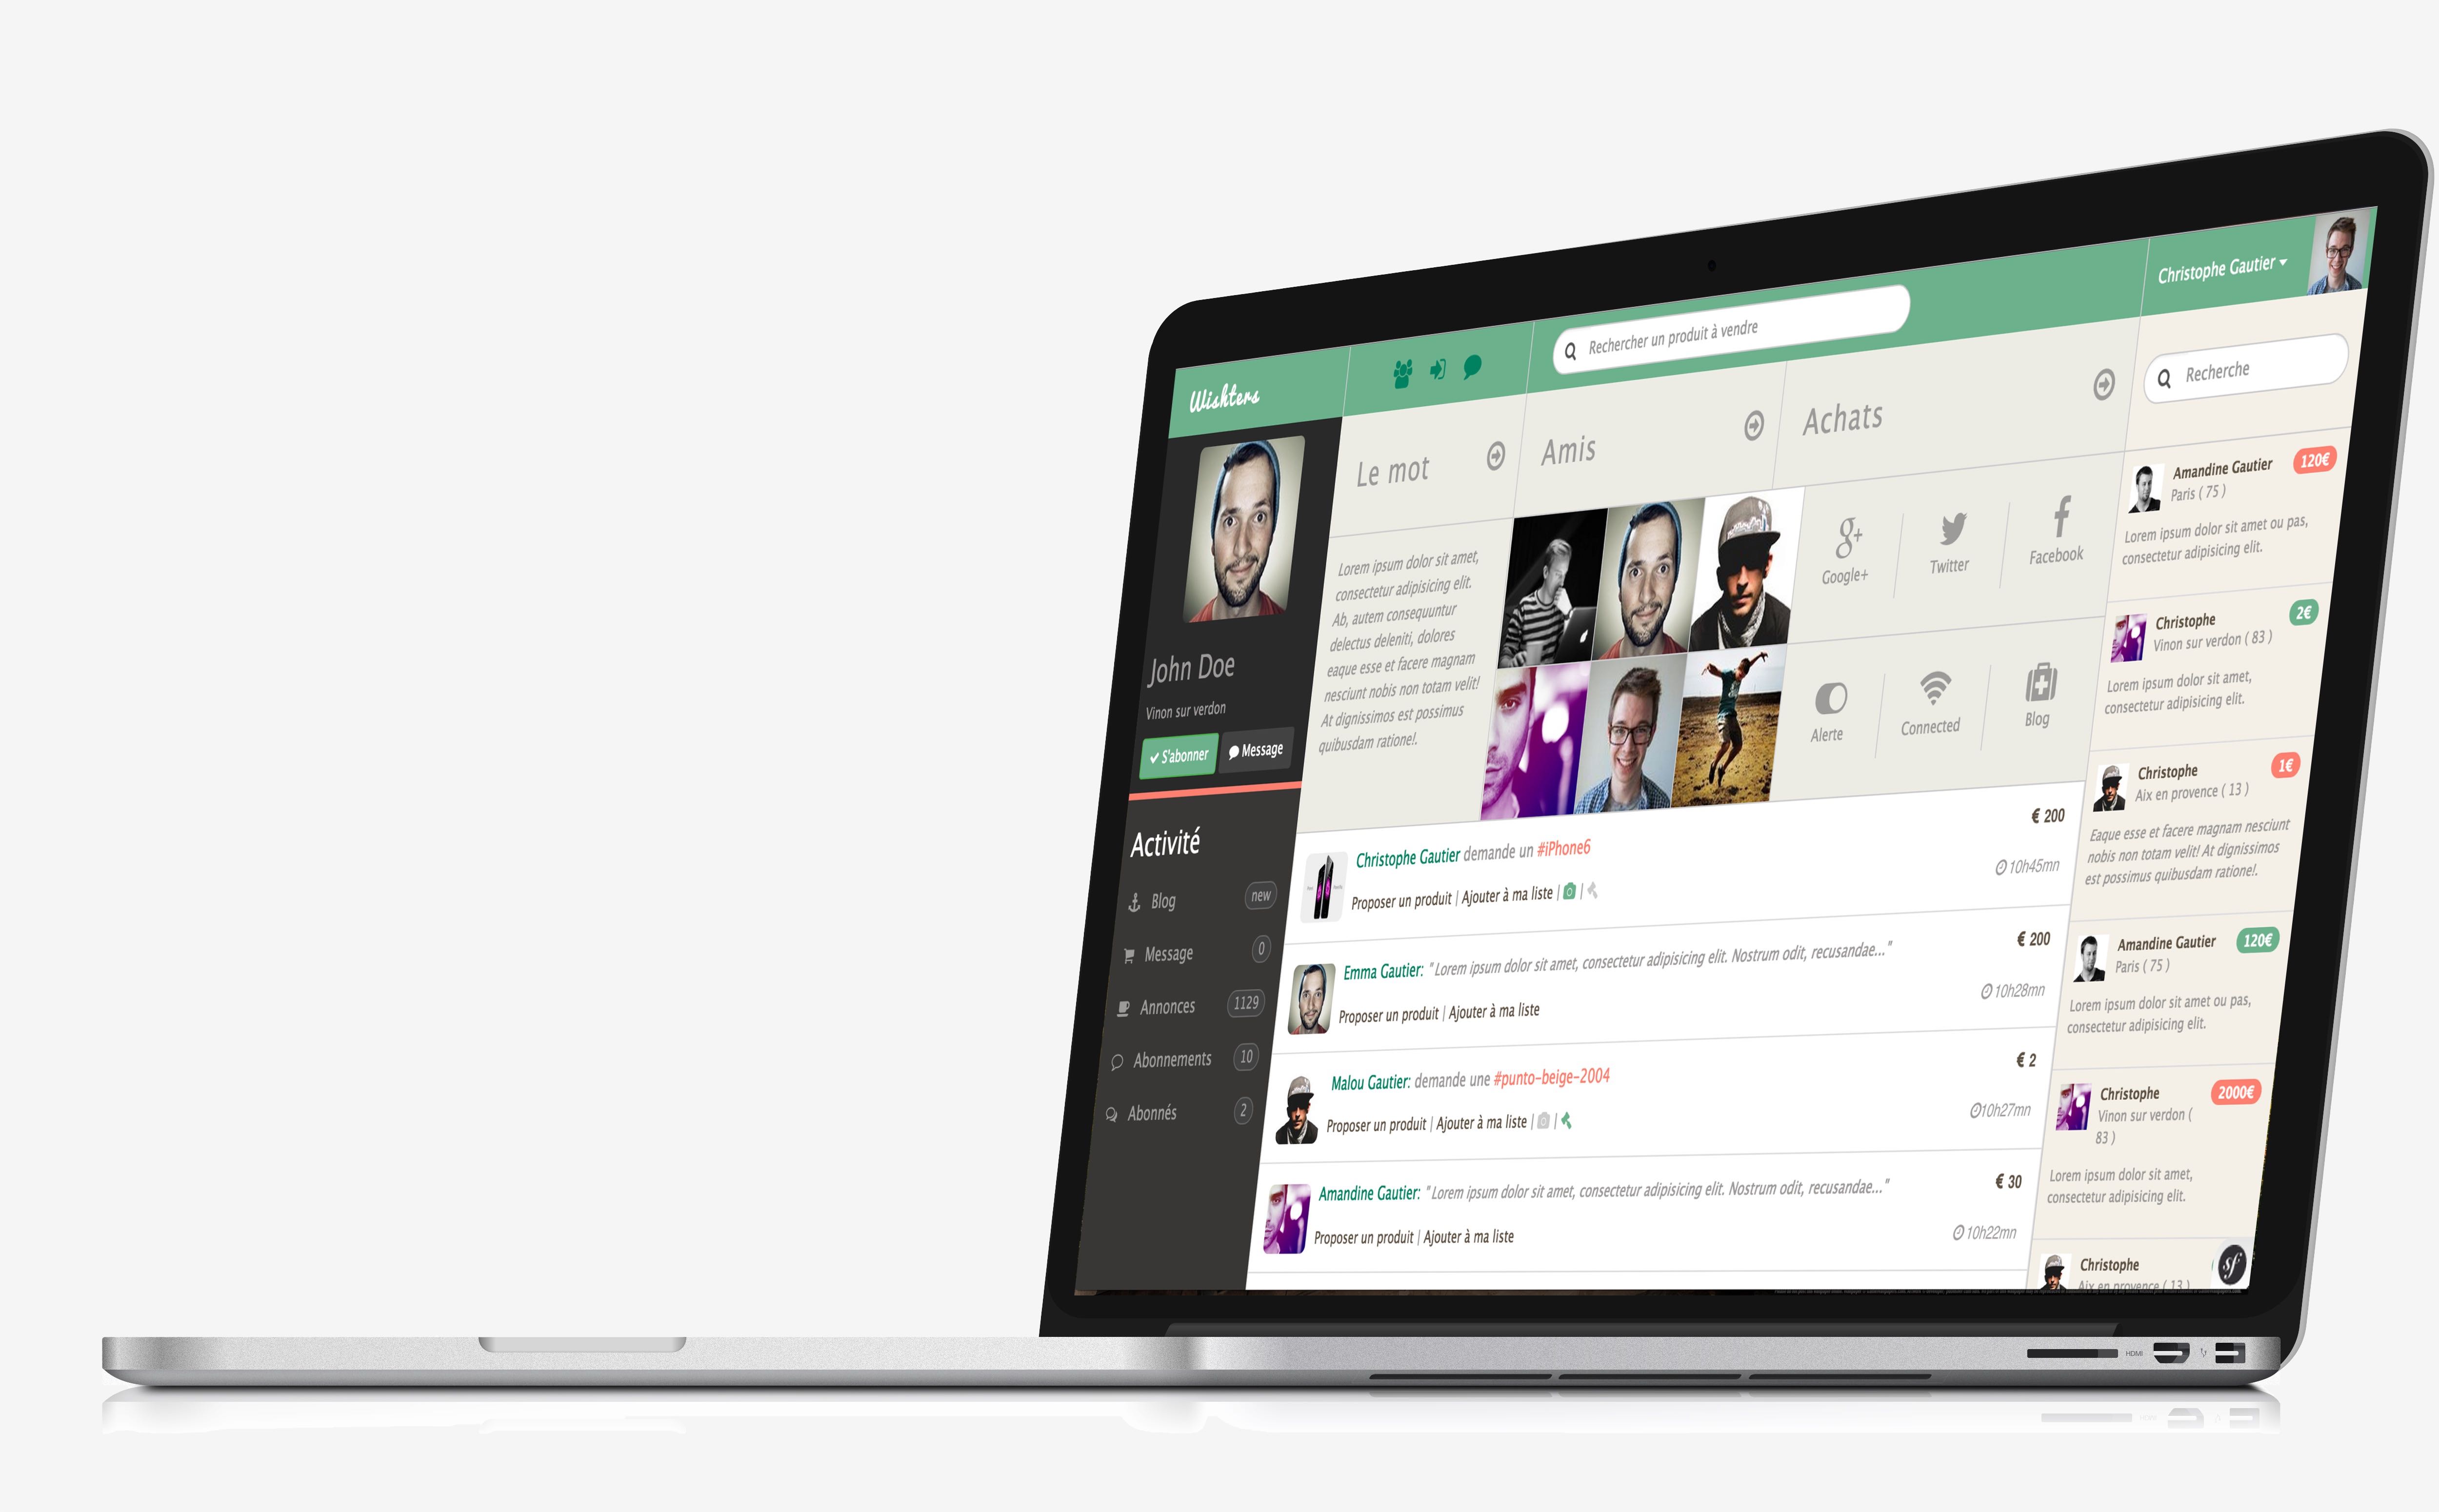 Wishters
Rechercher un produit à vendre
Christophe Gautier
John Doe
Vinon sur verdon
S'abonner
Message
Activité
Blog new
Message 0
Annonces 1129
Abonnements 10
Abonnés 2
Le mot
Lorem ipsum dolor sit amet,
consectetur adipisicing elit.
Ab, autem consequuntur
delectus deleniti, dolores
eaque esse et facere magnam
nesciunt nobis non totam velit!
At dignissimos est possimus
quibusdam ratione!.
Amis
Achats
Google+
Twitter
Facebook
Alerte
Connected
Blog
Christophe Gautier demande un #iPhone6
€ 200
Proposer un produit | Ajouter à ma liste | |
10h45mn
Emma Gautier: "Lorem ipsum dolor sit amet, consectetur adipisicing elit. Nostrum odit, recusandae..."
€ 200
Proposer un produit | Ajouter à ma liste
10h28mn
Malou Gautier: demande une #punto-beige-2004
€ 2
Proposer un produit | Ajouter à ma liste | |
10h27mn
Amandine Gautier: "Lorem ipsum dolor sit amet, consectetur adipisicing elit. Nostrum odit, recusandae..."
€ 30
Proposer un produit | Ajouter à ma liste
10h22mn
Recherche
Amandine Gautier 120€
Paris ( 75 )
Lorem ipsum dolor sit amet ou pas,
consectetur adipisicing elit.
Christophe 2€
Vinon sur verdon ( 83 )
Lorem ipsum dolor sit amet,
consectetur adipisicing elit.
Christophe 1€
Aix en provence ( 13 )
Eaque esse et facere magnam nesciunt
nobis non totam velit! At dignissimos
est possimus quibusdam ratione!.
Amandine Gautier 120€
Paris ( 75 )
Lorem ipsum dolor sit amet ou pas,
consectetur adipisicing elit.
Christophe 2000€
Vinon sur verdon (
83 )
Lorem ipsum dolor sit amet,
consectetur adipisicing elit.
Christophe
Aix en provence ( 13 )
sf
HDMI